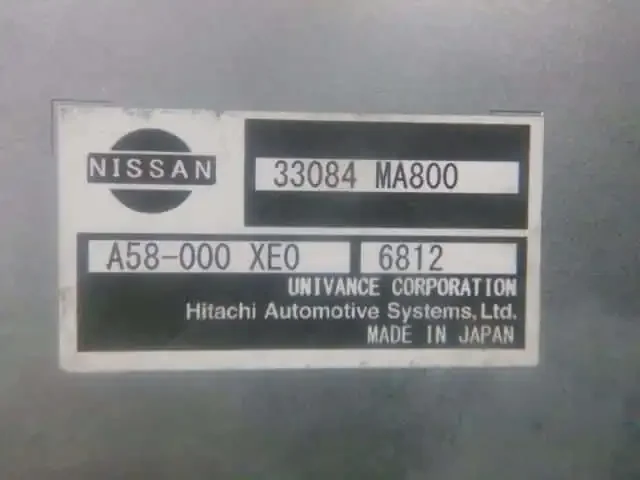 NISSAN
33084 MA800
A58-000 XE0
6812
UNIVANCE CORPORATION
Hitachi Automotive Systems,Ltd.
MADE IN JAPAN